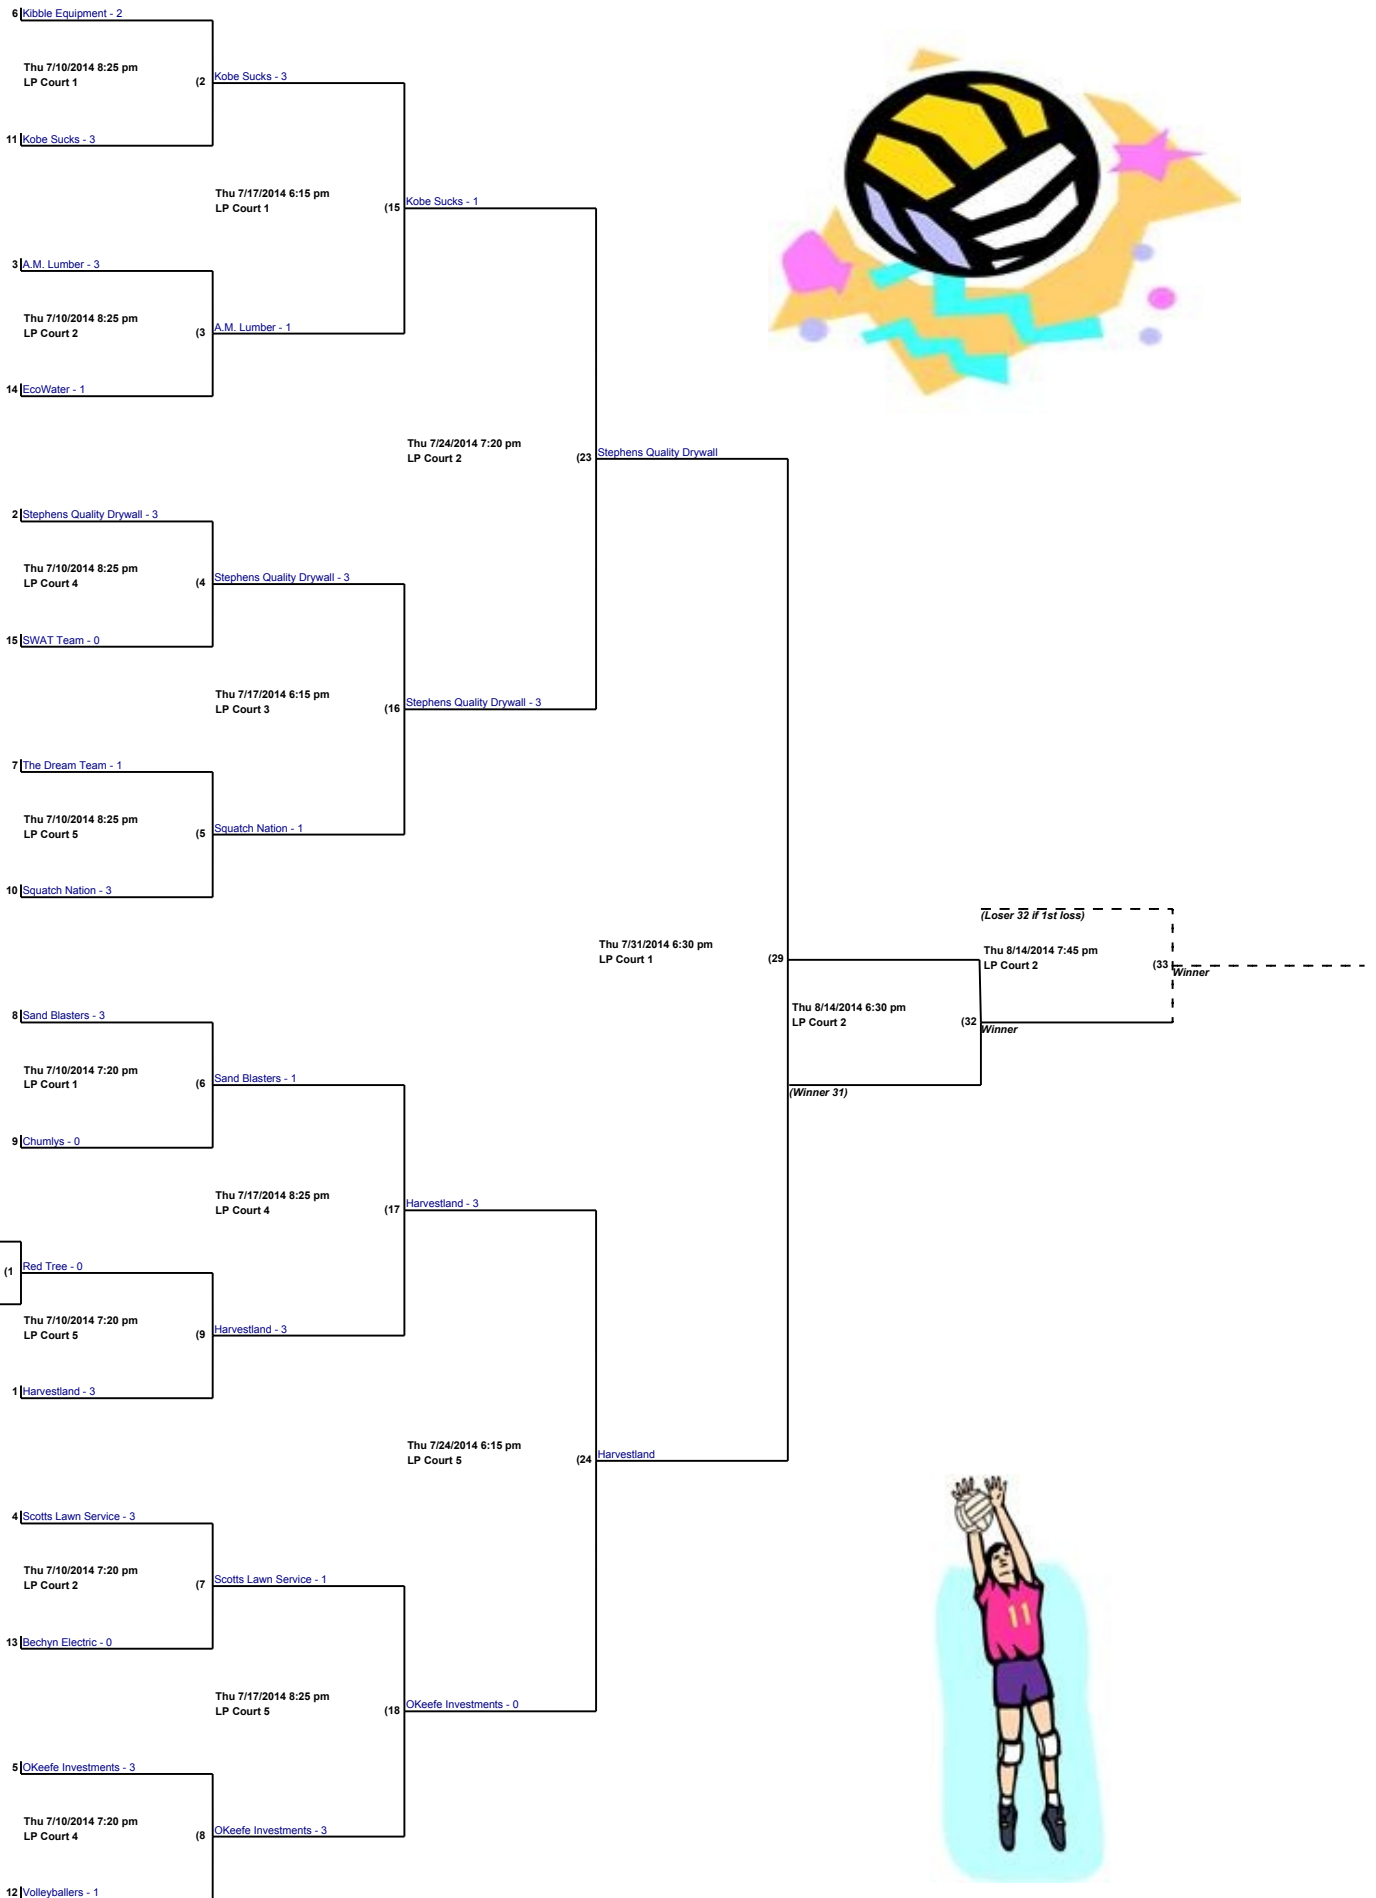 6 Kibble Equipment - 2
Thu 7/10/2014 8:25 pm
LP Court 1
(2
Kobe Sucks - 3
11 Kobe Sucks - 3
Thu 7/17/2014 6:15 pm
LP Court 1
(15
Kobe Sucks - 1
3 A.M. Lumber - 3
Thu 7/10/2014 8:25 pm
LP Court 2
(3
A.M. Lumber - 1
14 EcoWater - 1
Thu 7/24/2014 7:20 pm
LP Court 2
(23
Stephens Quality Drywall
2 Stephens Quality Drywall - 3
Thu 7/10/2014 8:25 pm
LP Court 4
(4
Stephens Quality Drywall - 3
15 SWAT Team - 0
Thu 7/17/2014 6:15 pm
LP Court 3
(16
Stephens Quality Drywall - 3
7 The Dream Team - 1
Thu 7/10/2014 8:25 pm
LP Court 5
(5
Squatch Nation - 1
10 Squatch Nation - 3
(Loser 32 if 1st loss)
Thu 7/31/2014 6:30 pm
LP Court 1
(29
Thu 8/14/2014 7:45 pm
LP Court 2
(33
Winner
Thu 8/14/2014 6:30 pm
LP Court 2
(32
Winner
(Winner 31)
8 Sand Blasters - 3
Thu 7/10/2014 7:20 pm
LP Court 1
(6
Sand Blasters - 1
9 Chumlys - 0
Thu 7/17/2014 8:25 pm
LP Court 4
(17
Harvestland - 3
(1
Red Tree - 0
Thu 7/10/2014 7:20 pm
LP Court 5
(9
Harvestland - 3
1 Harvestland - 3
Thu 7/24/2014 6:15 pm
LP Court 5
(24
Harvestland
4 Scotts Lawn Service - 3
Thu 7/10/2014 7:20 pm
LP Court 2
(7
Scotts Lawn Service - 1
13 Bechyn Electric - 0
Thu 7/17/2014 8:25 pm
LP Court 5
(18
OKeefe Investments - 0
5 OKeefe Investments - 3
Thu 7/10/2014 7:20 pm
LP Court 4
(8
OKeefe Investments - 3
12 Volleyballers - 1
11